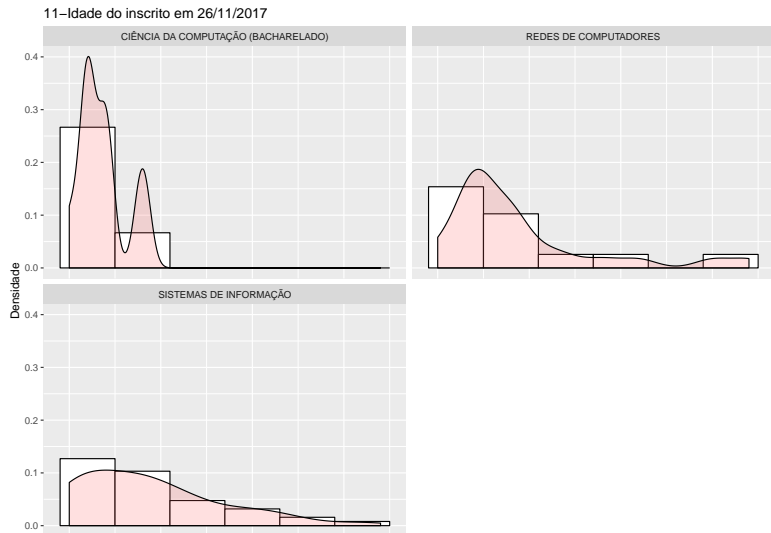 11−Idade do inscrito em 26/11/2017
CIÊNCIA DA COMPUTAÇÃO (BACHARELADO)
REDES DE COMPUTADORES
0.4
0.3
0.2
0.1
0.0
Densidade
SISTEMAS DE INFORMAÇÃO
0.4
0.3
0.2
0.1
0.0